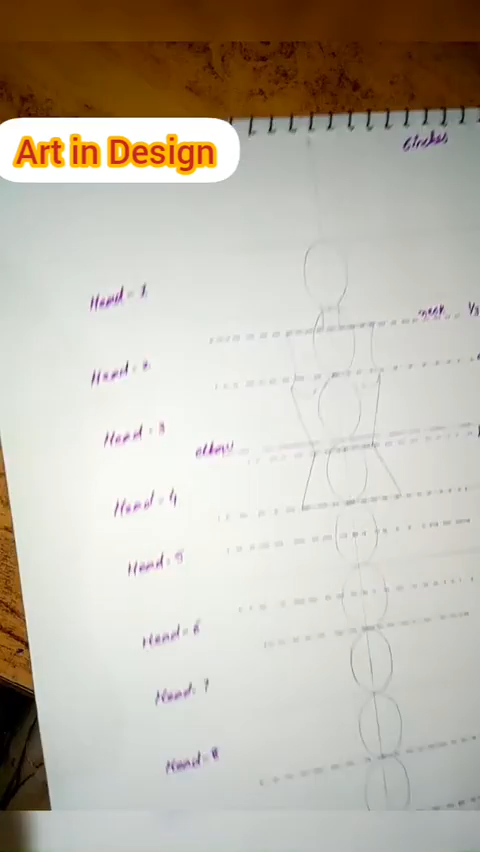 Art in Design
Head = 1
Head = 2
Head = 3
elbow
Head = 4
Head = 5
Head = 6
Head = 7
Head = 8